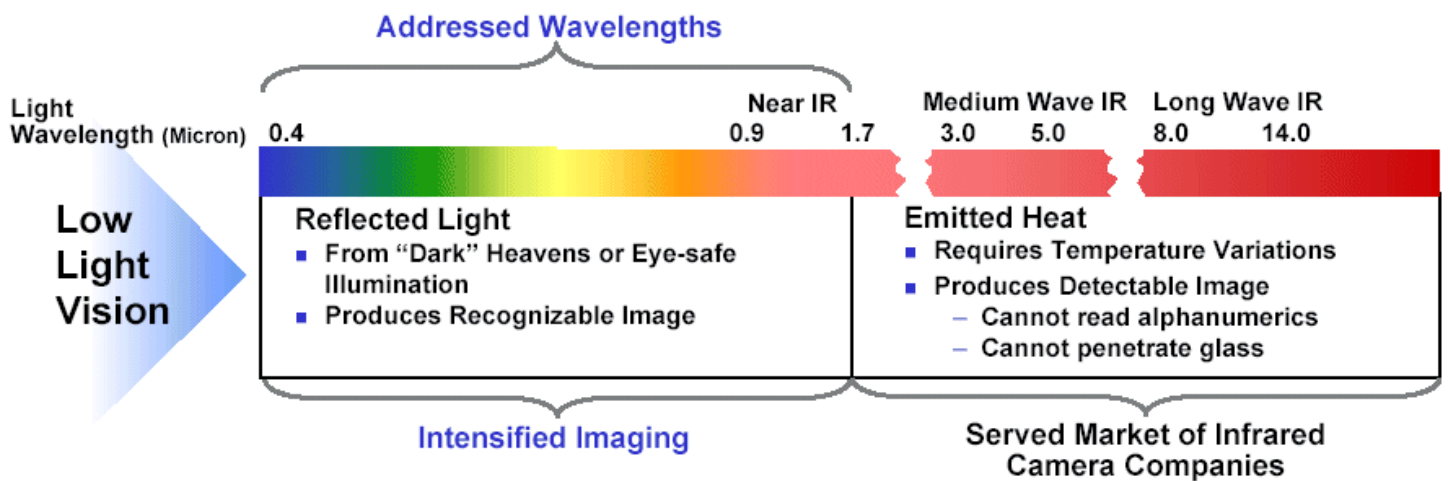 Addressed Wavelengths
Light
Wavelength (Micron)
Near IR
Medium Wave IR
Long Wave IR
0.4
0.9
1.7
3.0
5.0
8.0
14.0
Low
Light
Vision
Reflected Light
From “Dark” Heavens or Eye-safe
Illumination
Produces Recognizable Image
Emitted Heat
Requires Temperature Variations
Produces Detectable Image
– Cannot read alphanumerics
– Cannot penetrate glass
Intensified Imaging
Served Market of Infrared
Camera Companies